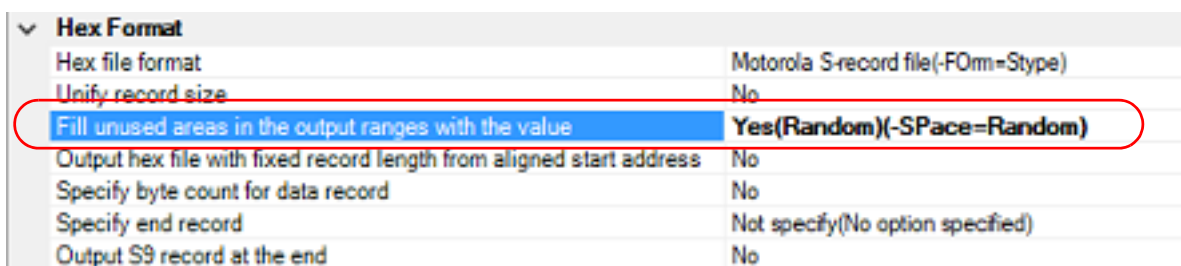 Hex Format
Hex file format Motorola S-record file(-FOrm=Stype)
Unify record size No
Fill unused areas in the output ranges with the value Yes(Random)(-SPace=Random)
Output hex file with fixed record length from aligned start address No
Specify byte count for data record No
Specify end record Not specify(No option specified)
Output S9 record at the end No